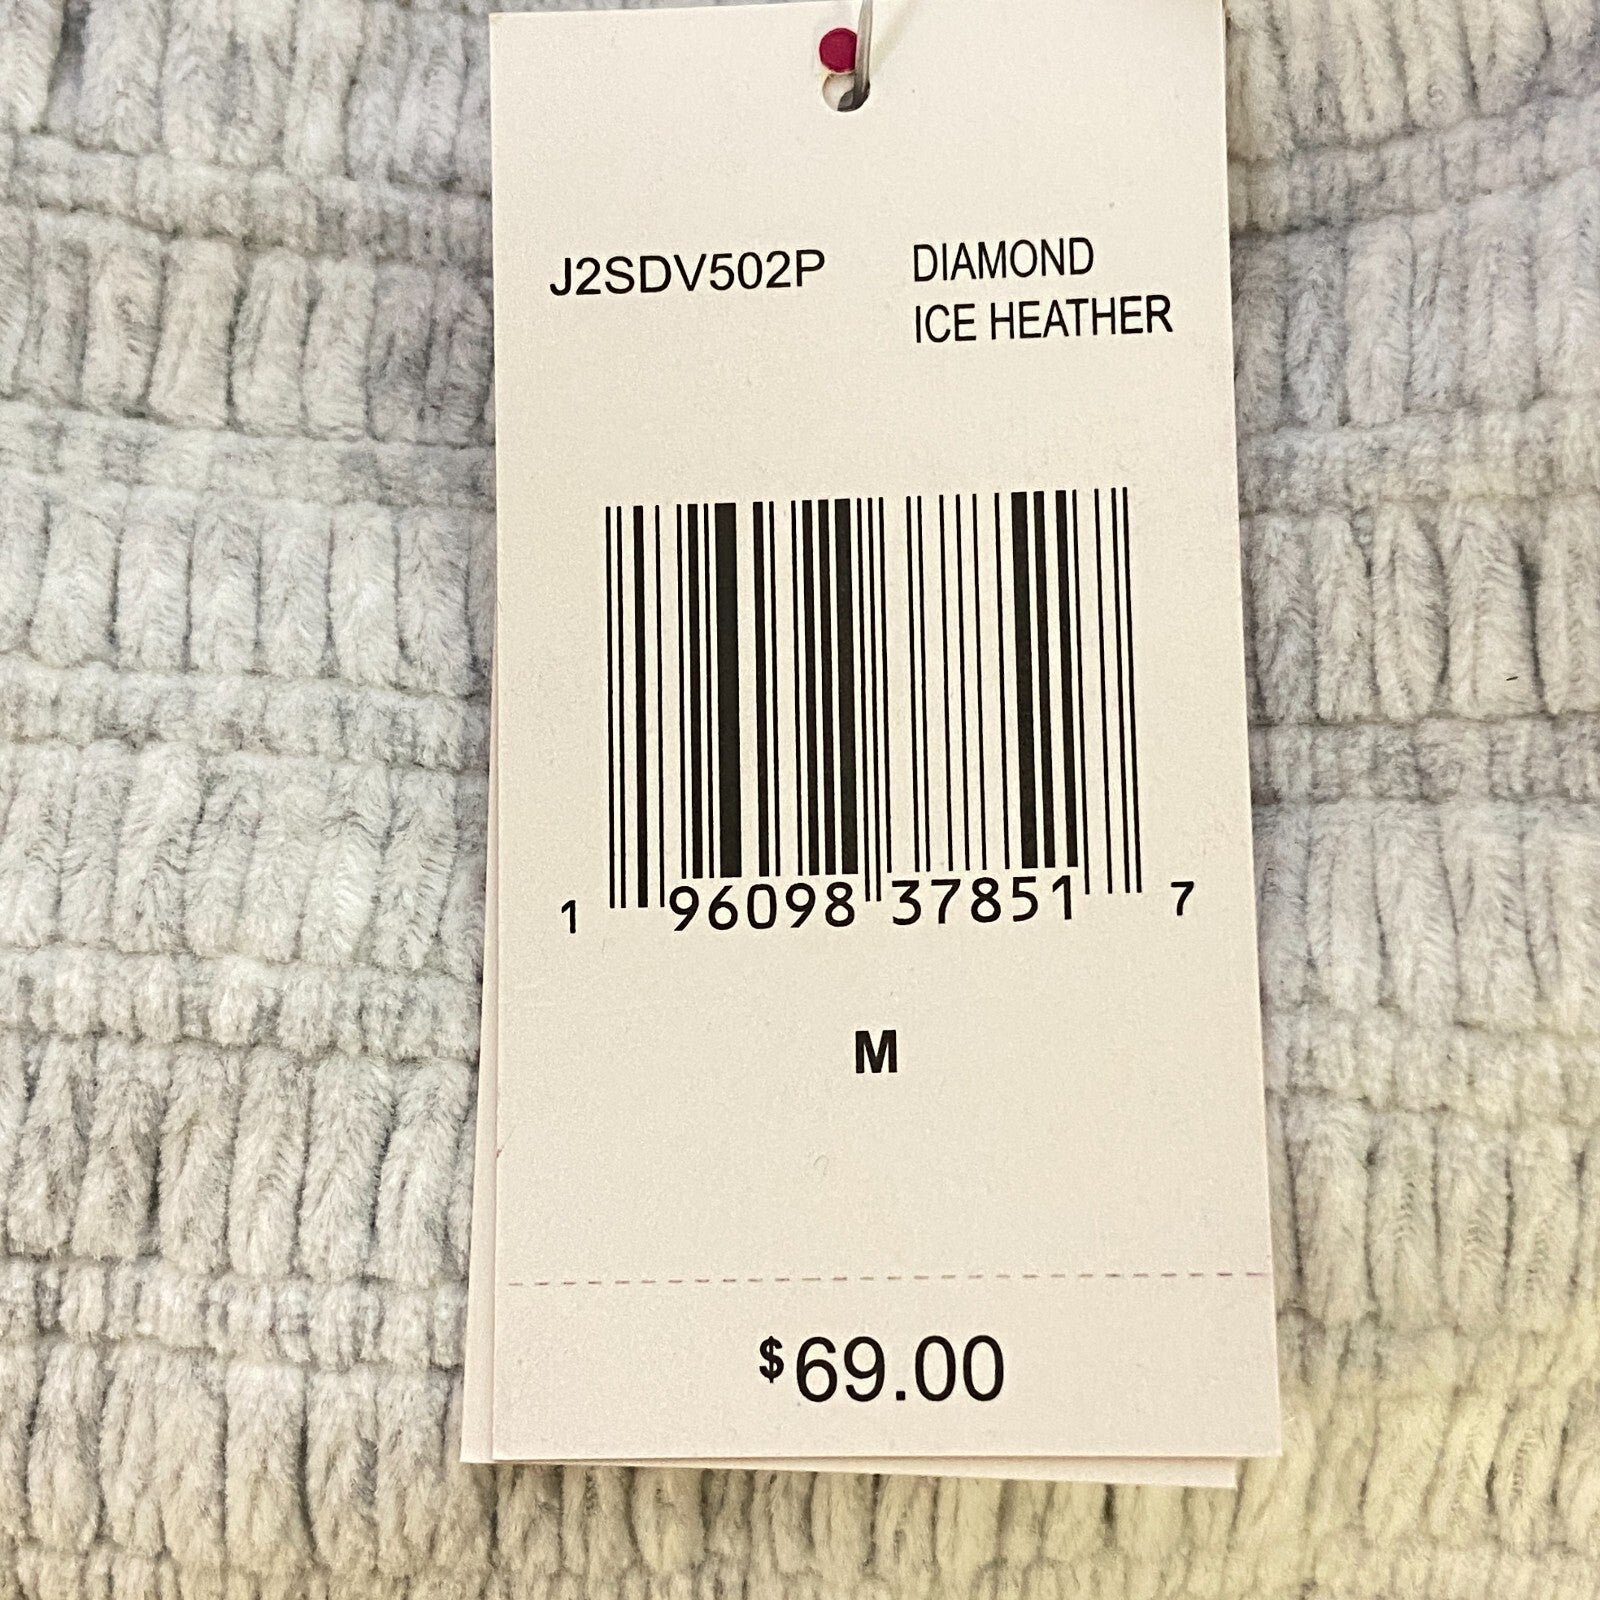 J2SDV502P DIAMOND
ICE HEATHER
1 96098 37851 7
M
$69.00